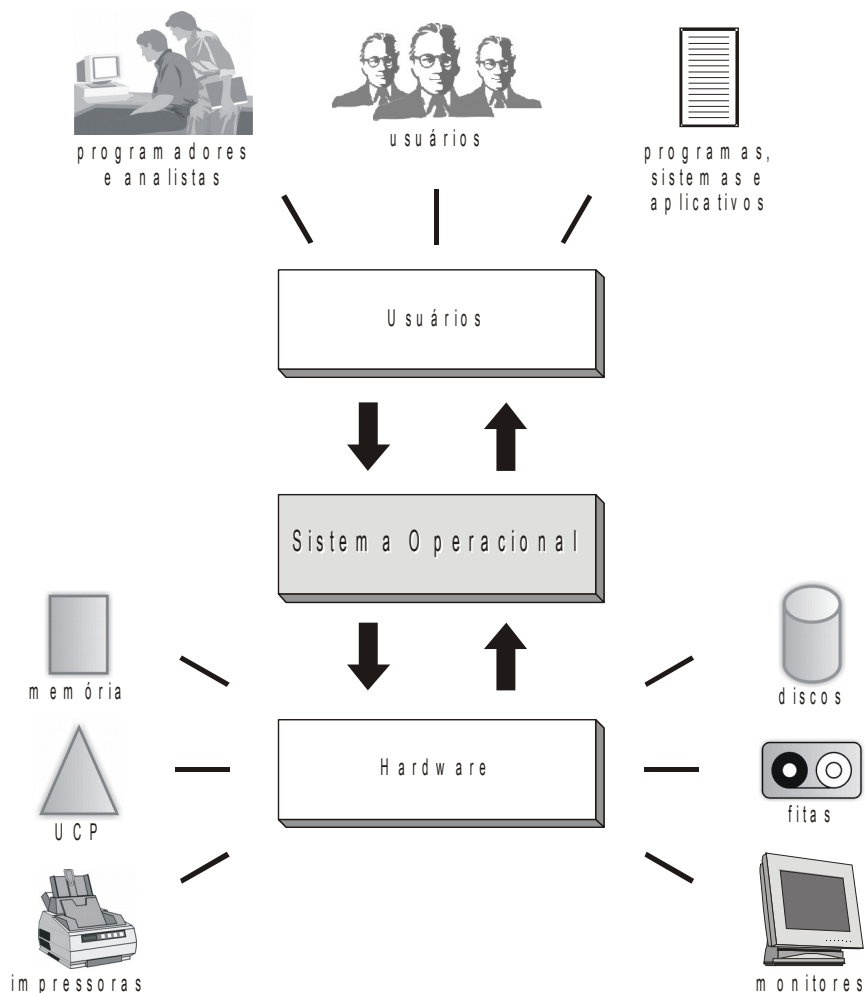 programadores
e analistas
usuários
programas,
sistemas e
aplicativos
Usuários
Sistema Operacional
memória
discos
Hardware
UCP
fitas
impressoras
monitores